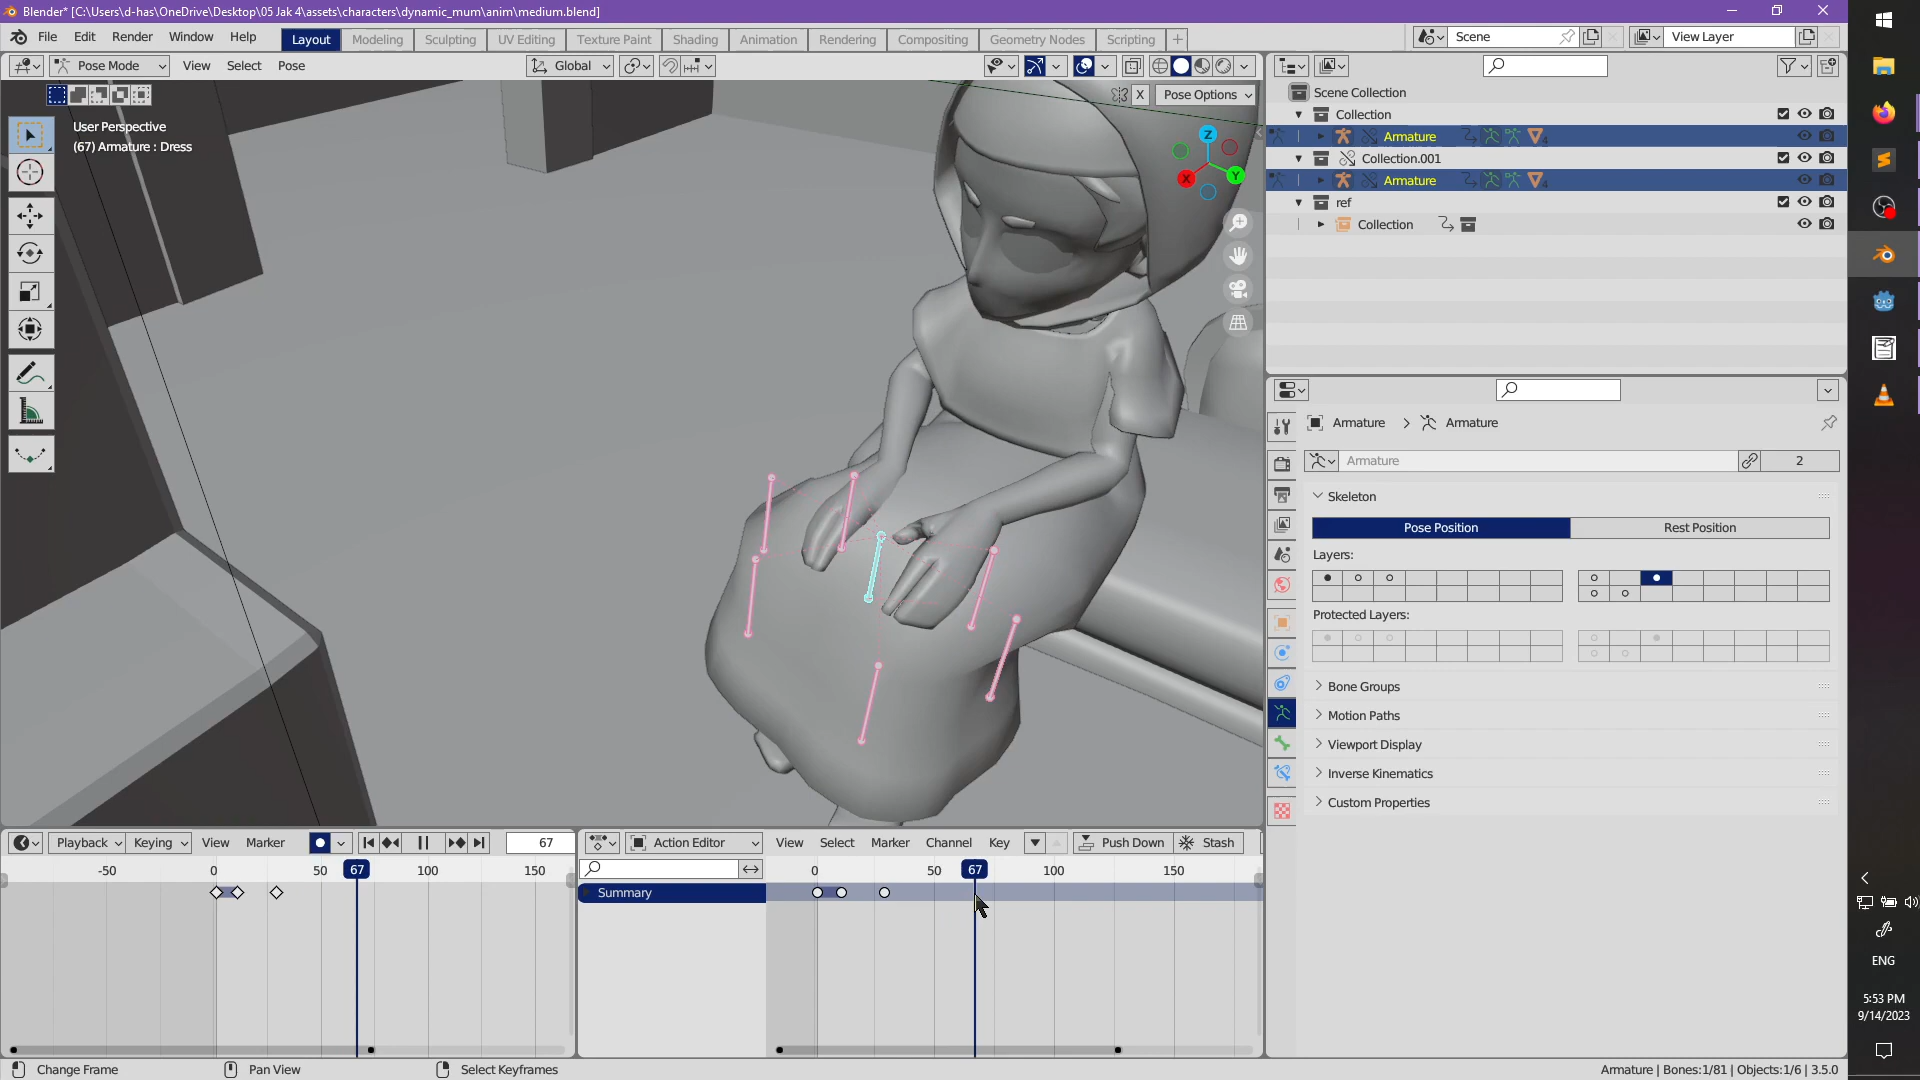 Blender* [C:\Users\d-has\OneDrive\Desktop\05 Jak 4\assets\characters\dynamic_mum\anim\medium.blend]
File Edit Render Window Help Layout Modeling Sculpting UV Editing Texture Paint Shading Animation Rendering Compositing Geometry Nodes Scripting + Scene View Layer
Pose Mode View Select Pose Global
X Pose Options
User Perspective
(67) Armature : Dress
Z
X
Y
Scene Collection
Collection
Armature 4
Collection.001
Armature 4
ref
Collection
Armature > Armature
Armature 2
Skeleton
Pose Position Rest Position
Layers:
Protected Layers:
Bone Groups
Motion Paths
Viewport Display
Inverse Kinematics
Custom Properties
Playback Keying View Marker 67
-50 0 50 67 100 150
Action Editor View Select Marker Channel Key Push Down Stash
0 50 67 100 150
Summary
Change Frame Pan View Select Keyframes
Armature | Bones:1/81 | Objects:1/6 | 3.5.0
ENG
5:53 PM
9/14/2023